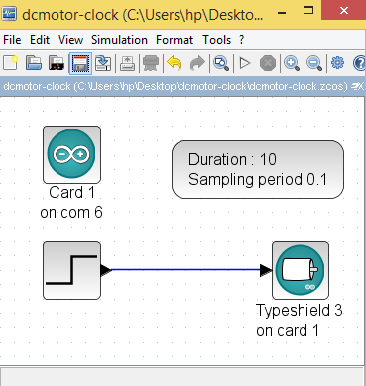 dcmotor-clock (C:\Users\hp\Deskto...
File Edit View Simulation Format Tools ?
dcmotor-clock (C:\Users\hp\Desktop\dcmotor-clock\dcmotor-clock.zcos)
Card 1
on com 6
Duration : 10
Sampling period 0.1
Typeshield 3
on card 1